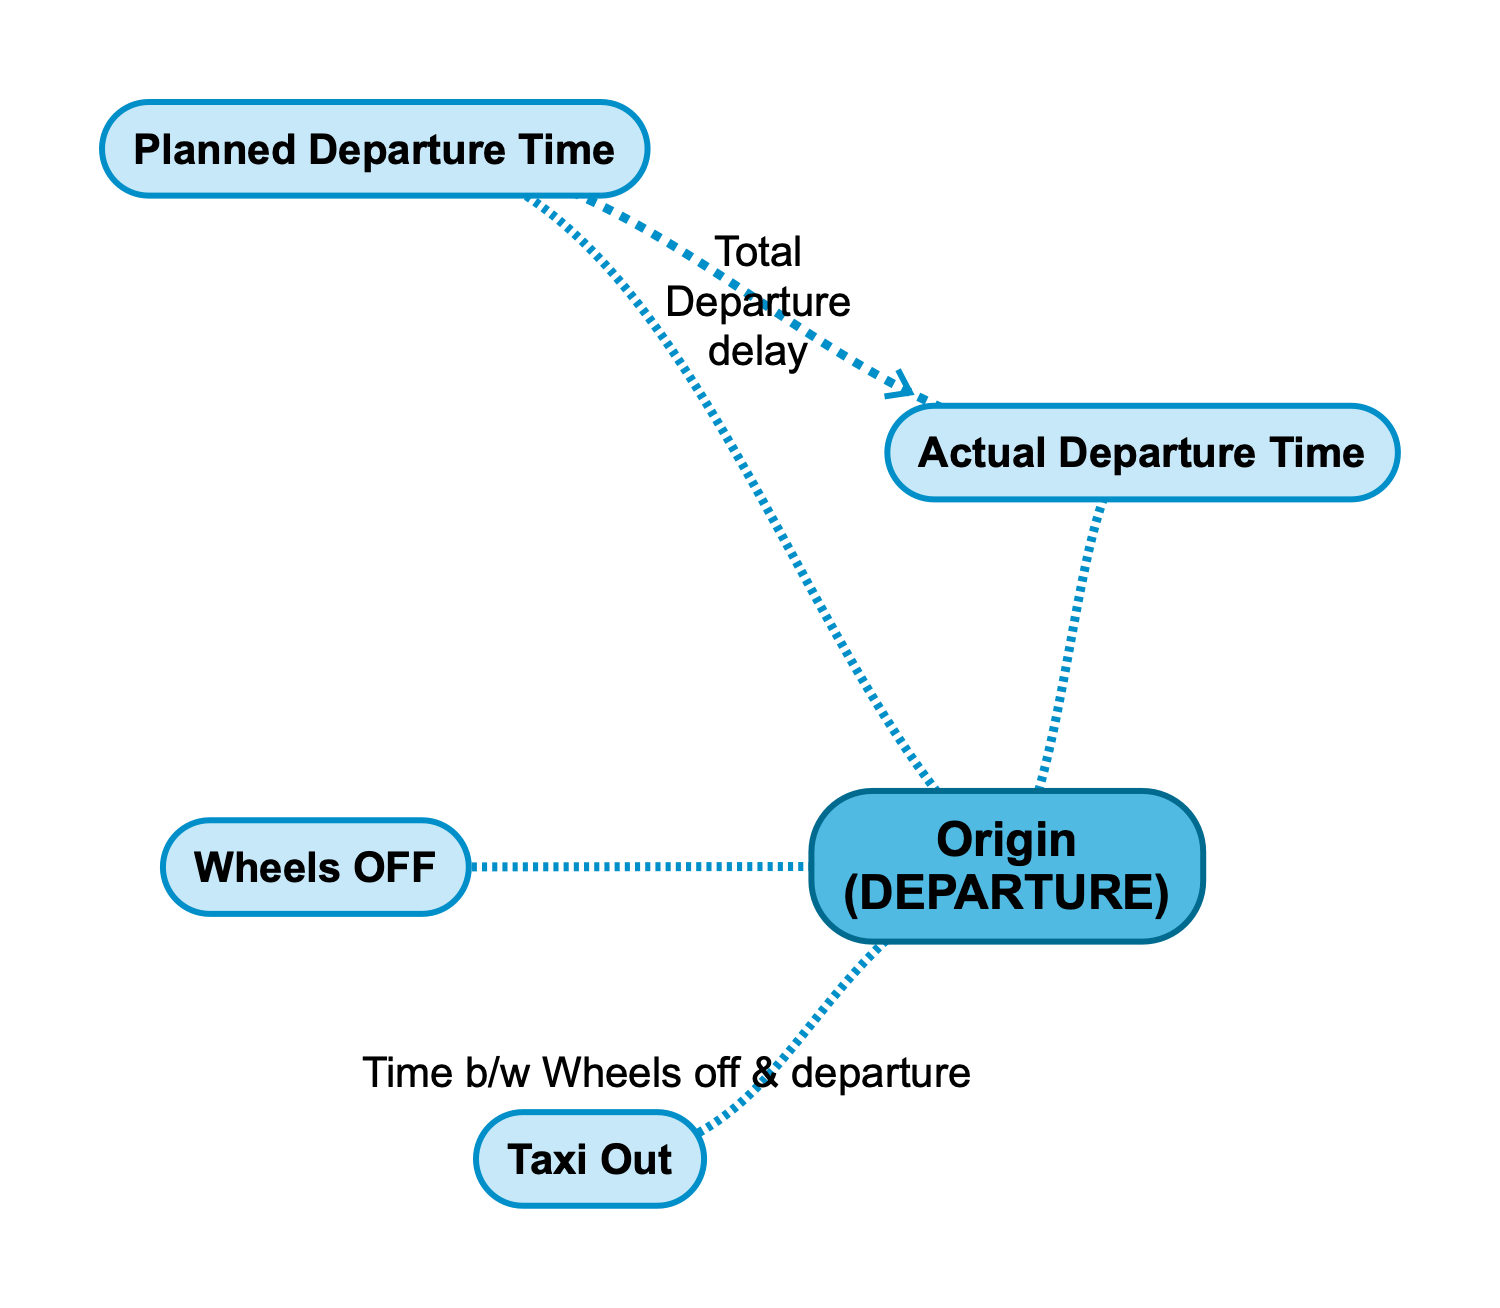 Planned Departure Time
Total
Departure
delay
Actual Departure Time
Origin
(DEPARTURE)
Wheels OFF
Time b/w Wheels off & departure
Taxi Out